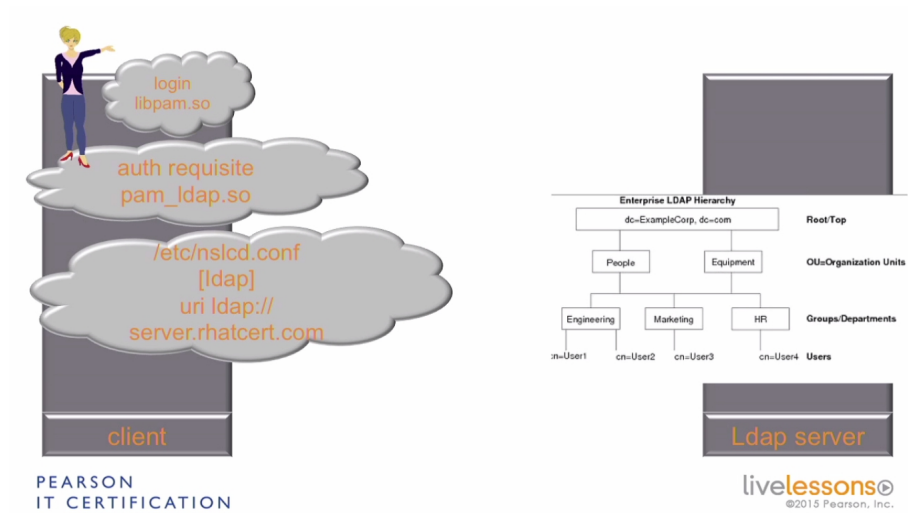 login
libpam.so
auth requisite
pam_ldap.so
/etc/nslcd.conf
[ldap]
uri ldap://
server.rhatcert.com
client
Enterprise LDAP Hierarchy
dc=ExampleCorp, dc=com Root/Top
People Equipment OU=Organization Units
Engineering Marketing HR Groups/Departments
:n=User1 cn=User2 cn=User3 cn=User4 Users
Ldap server
PEARSON
IT CERTIFICATION
livelessons
©2015 Pearson, Inc.